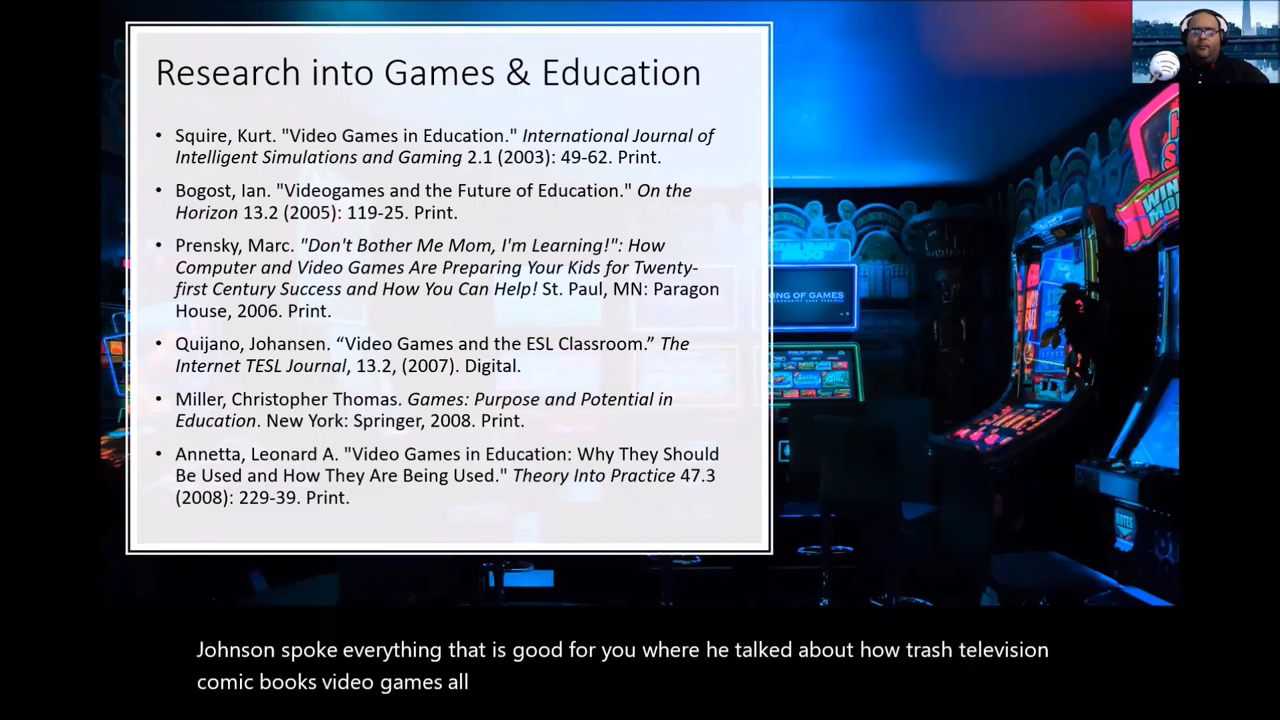 Research into Games & Education
• Squire, Kurt. "Video Games in Education." International Journal of
Intelligent Simulations and Gaming 2.1 (2003): 49-62. Print.
• Bogost, Ian. "Videogames and the Future of Education." On the
Horizon 13.2 (2005): 119-25. Print.
• Prensky, Marc. "Don't Bother Me Mom, I'm Learning!": How
Computer and Video Games Are Preparing Your Kids for Twenty-
first Century Success and How You Can Help! St. Paul, MN: Paragon
House, 2006. Print.
• Quijano, Johansen. “Video Games and the ESL Classroom.” The
Internet TESL Journal, 13.2, (2007). Digital.
• Miller, Christopher Thomas. Games: Purpose and Potential in
Education. New York: Springer, 2008. Print.
• Annetta, Leonard A. "Video Games in Education: Why They Should
Be Used and How They Are Being Used." Theory Into Practice 47.3
(2008): 229-39. Print.
OF GAMES
NOTES
Johnson spoke everything that is good for you where he talked about how trash television
comic books video games all